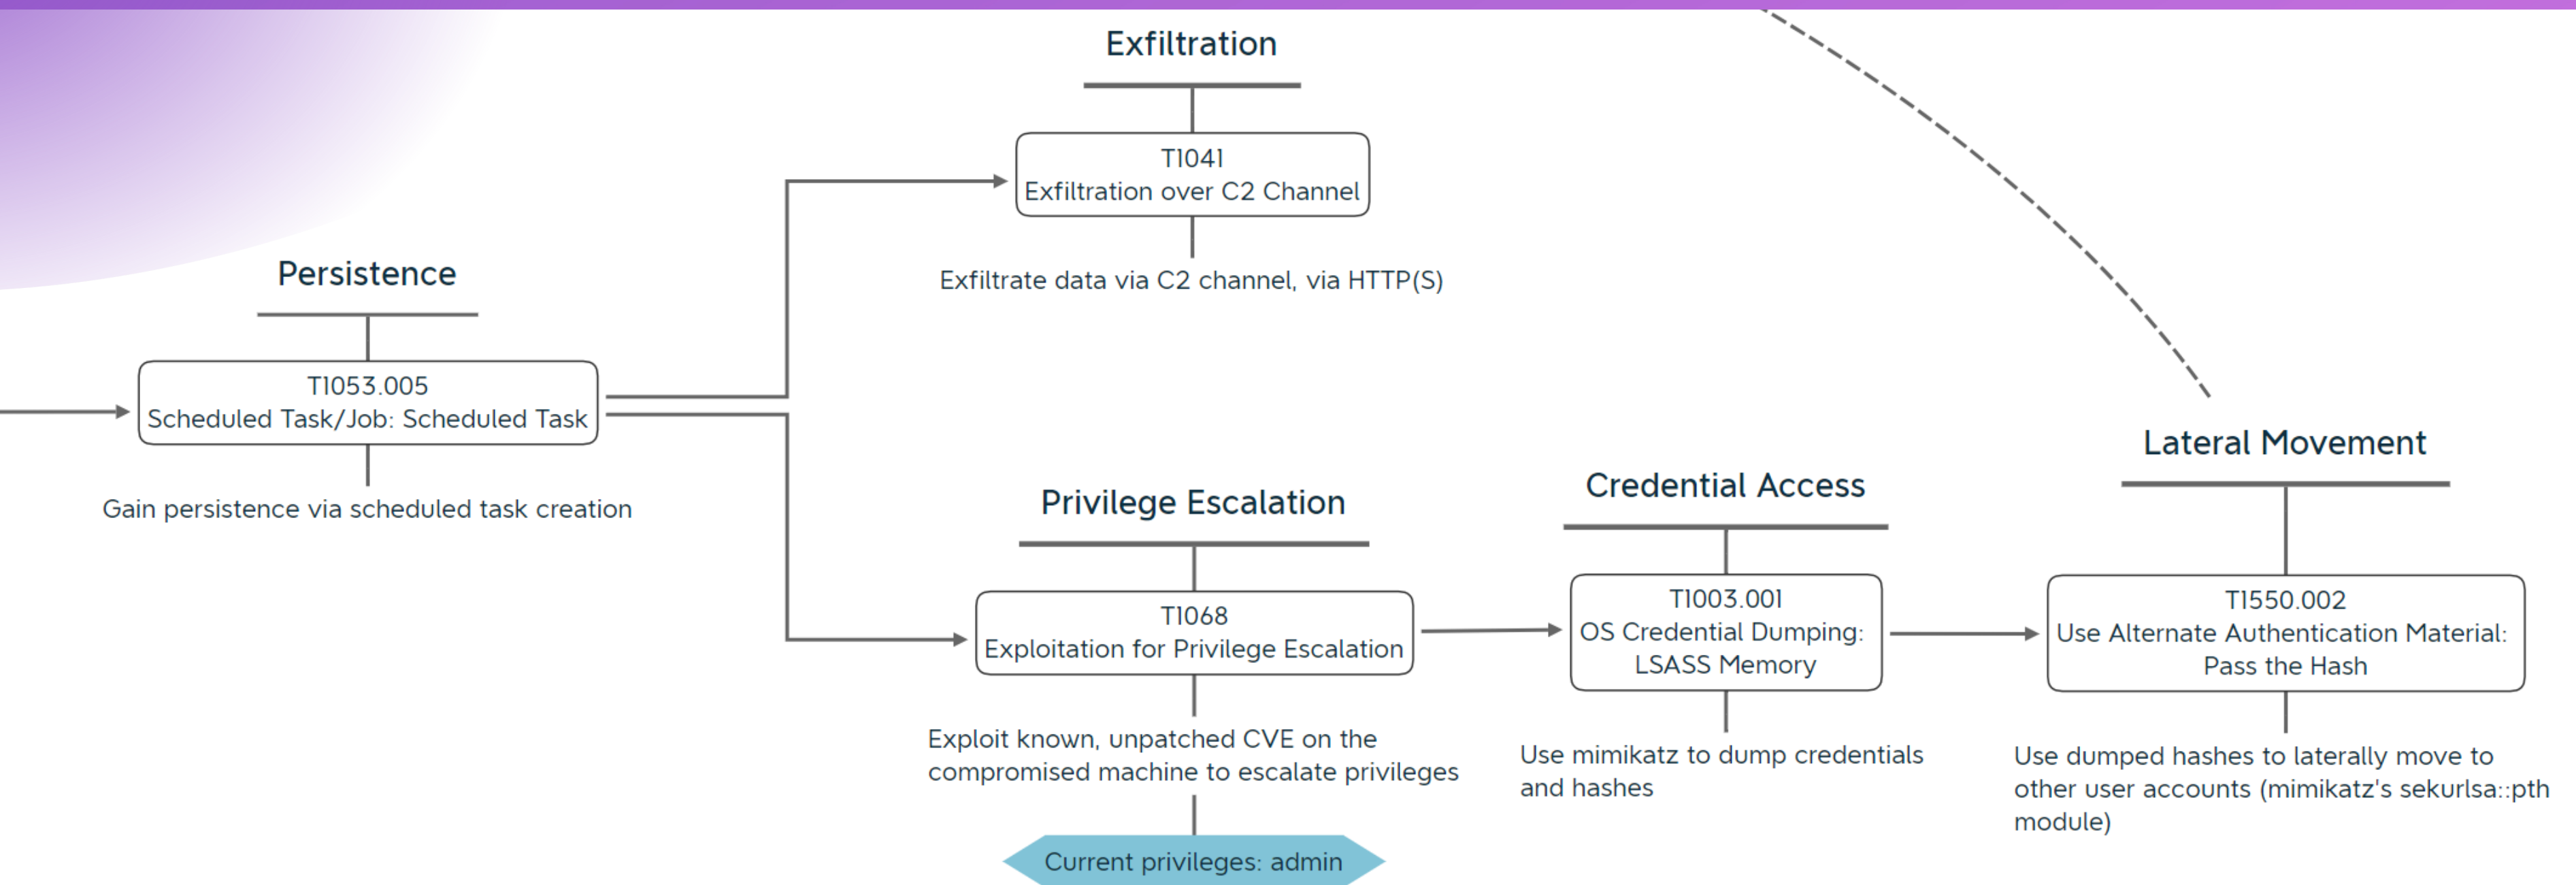 Exfiltration
T1041
Exfiltration over C2 Channel
Exfiltrate data via C2 channel, via HTTP(S)
Persistence
T1053.005
Scheduled Task/Job: Scheduled Task
Gain persistence via scheduled task creation
Privilege Escalation
T1068
Exploitation for Privilege Escalation
Exploit known, unpatched CVE on the
compromised machine to escalate privileges
Current privileges: admin
Credential Access
T1003.001
OS Credential Dumping:
LSASS Memory
Use mimikatz to dump credentials
and hashes
Lateral Movement
T1550.002
Use Alternate Authentication Material:
Pass the Hash
Use dumped hashes to laterally move to
other user accounts (mimikatz's sekurlsa::pth
module)